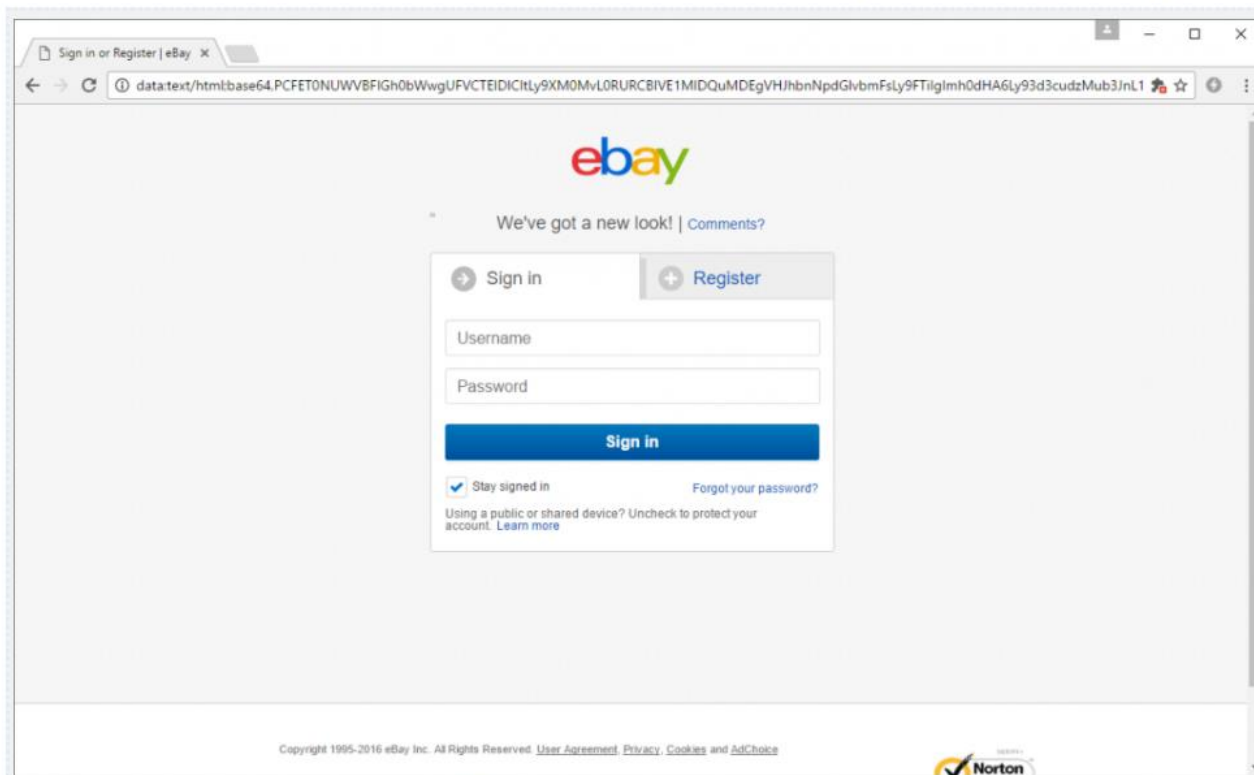 Sign in or Register | eBay
data:text/html;base64,PCFET0NUWVBFIGh0bWwgUFVCTElDICItLy9XM0MvL0RURCBIVE1MIDQuMDEgVHJhbnNpdGlvbmFsLy9FTiIgImh0dHA6Ly93d3cudzMub3JnL1
ebay
We've got a new look! | Comments?
Sign in
Register
Username
Password
Sign in
Stay signed in
Forgot your password?
Using a public or shared device? Uncheck to protect your
account. Learn more
Copyright 1995-2016 eBay Inc. All Rights Reserved. User Agreement, Privacy, Cookies and AdChoice
Norton